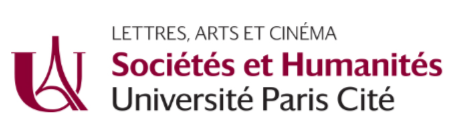 LETTRES, ARTS ET CINÉMA
Sociétés et Humanités
Université Paris Cité